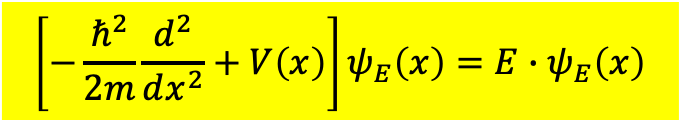 [-ħ²/2m d²/dx² + V(x)] ψ_E(x) = E · ψ_E(x)